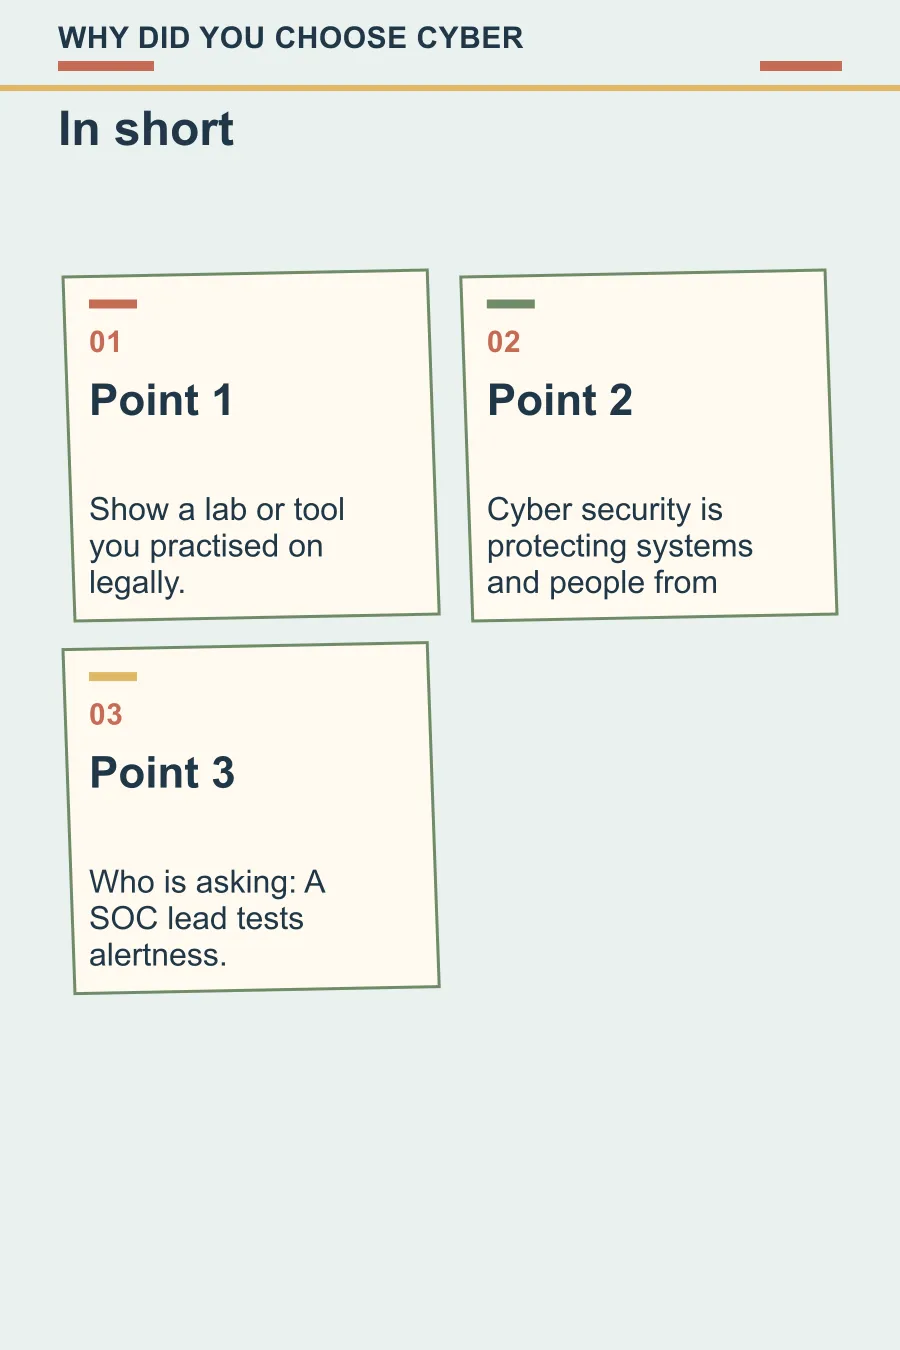 WHY DID YOU CHOOSE CYBER
In short
01
Point 1
Show a lab or tool
you practised on
legally.
02
Point 2
Cyber security is
protecting systems
and people from
03
Point 3
Who is asking: A
SOC lead tests
alertness.